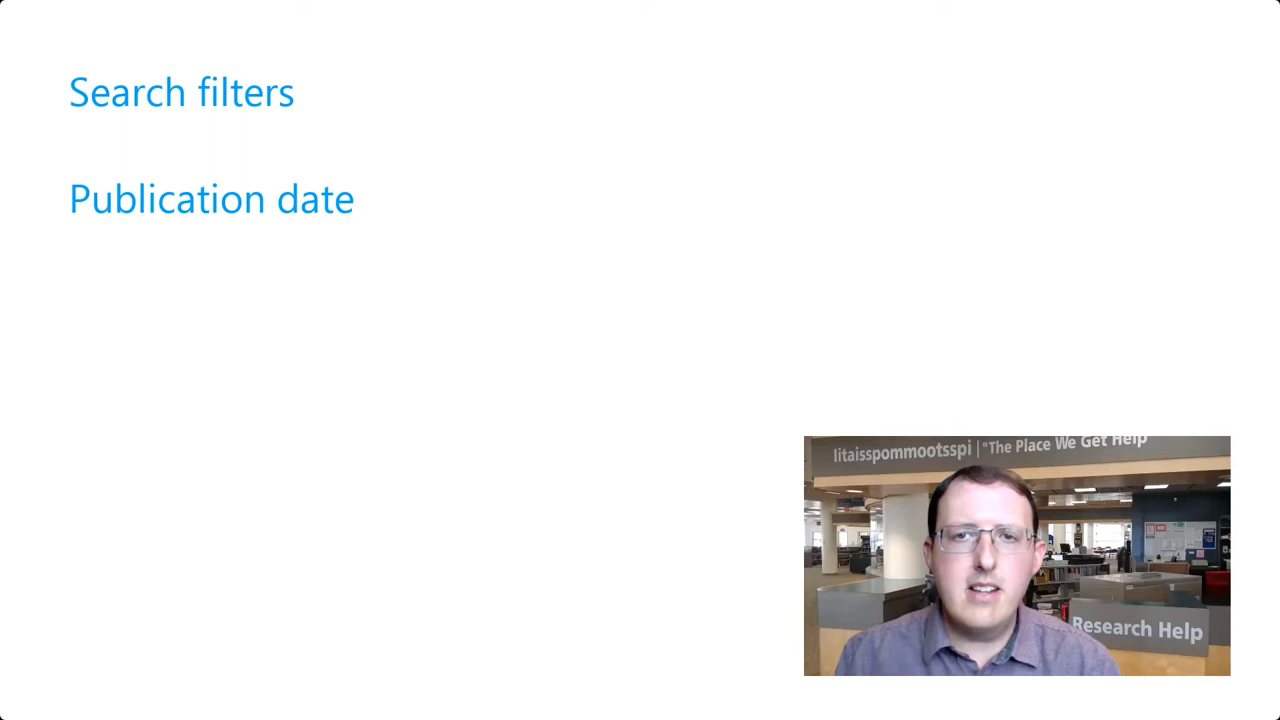 Search filters
Publication date
litaisspommootsspi | "The Place We Get Help
Research Help